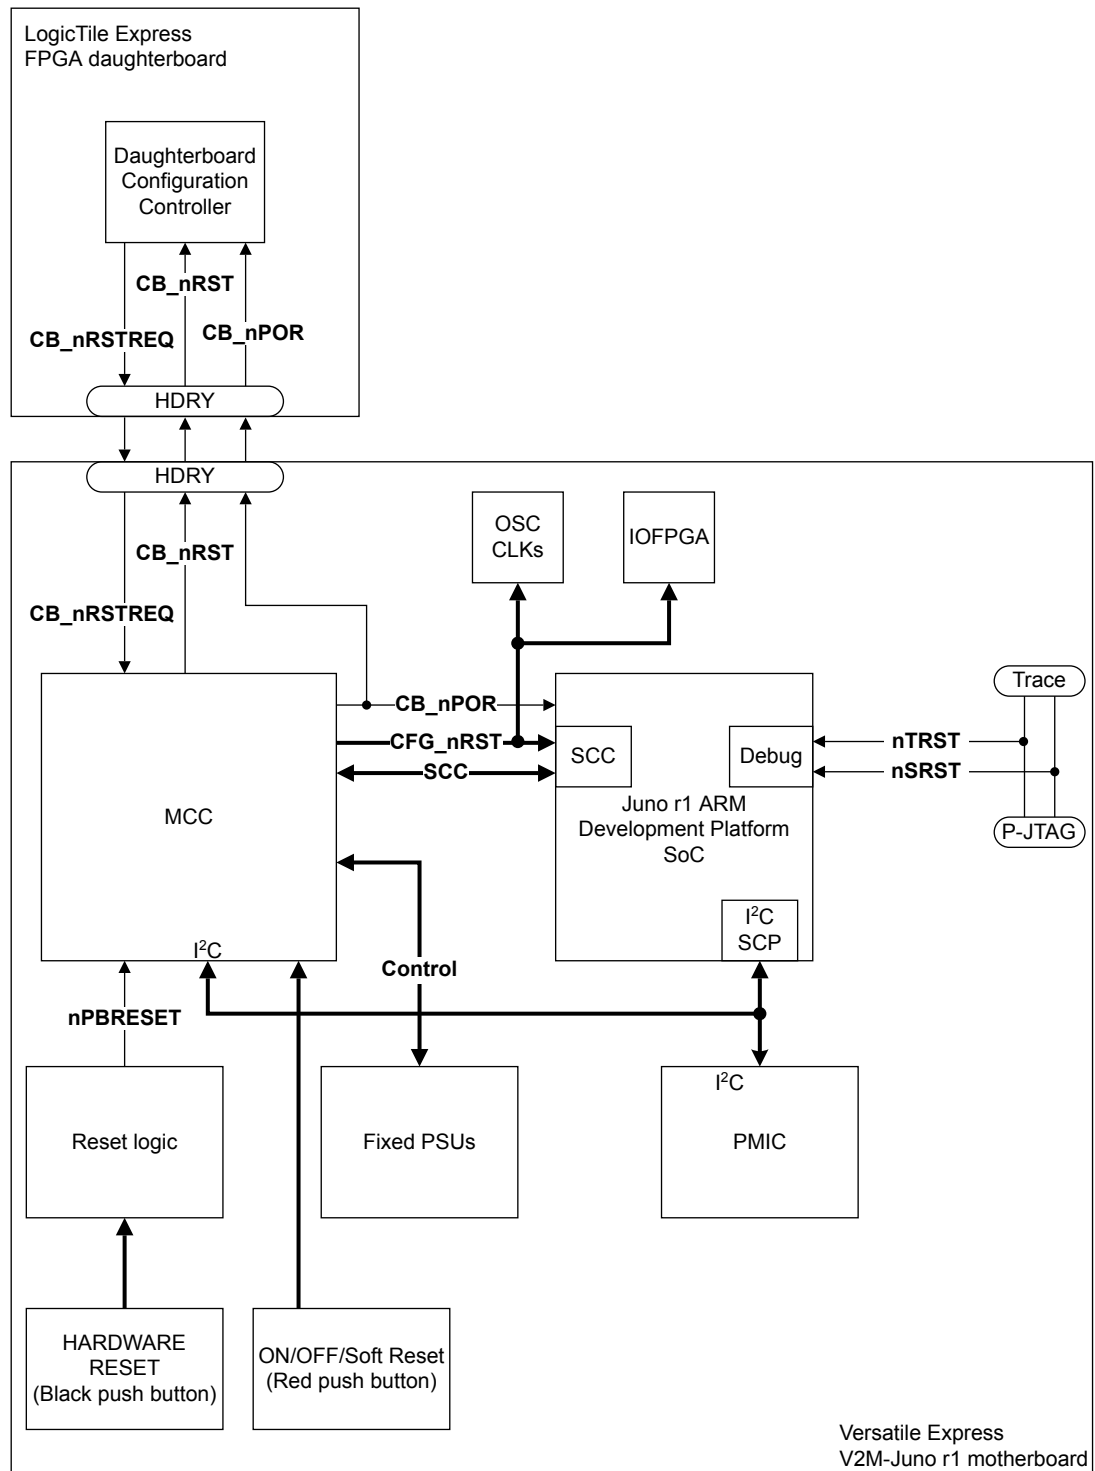 LogicTile Express
FPGA daughterboard
Daughterboard
Configuration
Controller
CB_nRST
CB_nPOR
CB_nRSTREQ
HDRY
HDRY
OSC
CLKs
IOFPGA
CB_nRST
CB_nRSTREQ
Trace
CB_nPOR
CFG_nRST
SCC
SCC
Debug
nTRST
nSRST
MCC
Juno r1 ARM
Development Platform
SoC
P-JTAG
I²C
SCP
I²C
Control
nPBRESET
I²C
Reset logic
Fixed PSUs
PMIC
HARDWARE
RESET
(Black push button)
ON/OFF/Soft Reset
(Red push button)
Versatile Express
V2M-Juno r1 motherboard